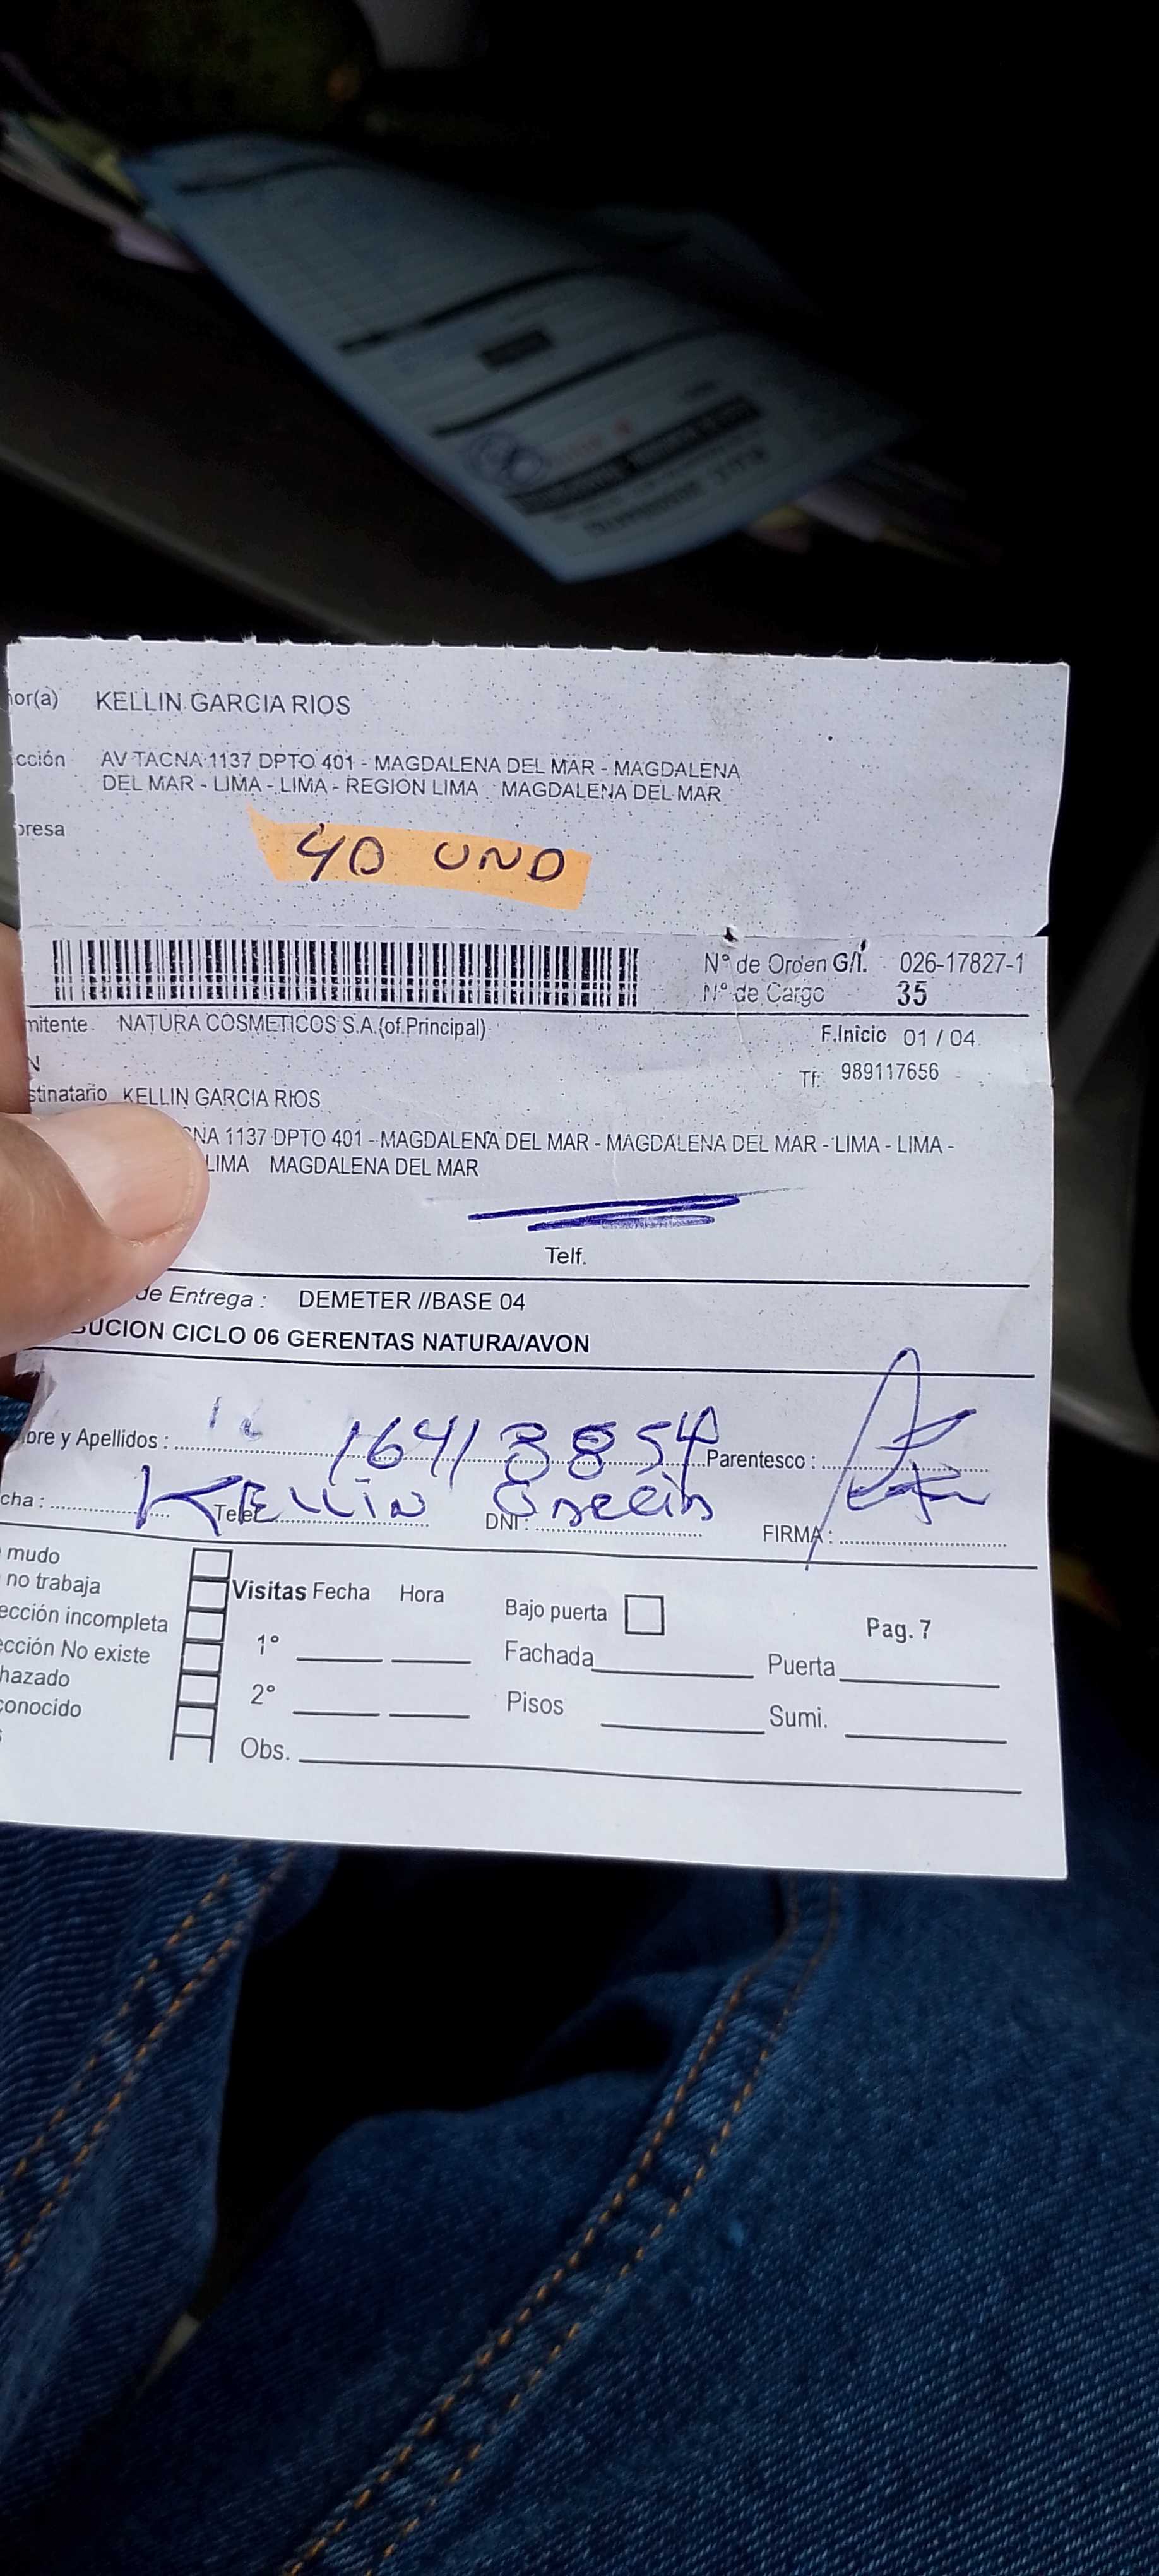 or(a) KELLIN GARCIA RIOS
cción AV TACNA 1137 DPTO 401 - MAGDALENA DEL MAR - MAGDALENA
DEL MAR - LIMA - LIMA - REGION LIMA MAGDALENA DEL MAR
presa
40 UND
N° de Orden G/I. 026-17827-1
N° de Cargo 35
mitente NATURA COSMETICOS S.A.(of.Principal)
F.Inicio 01 / 04
N
Tf: 989117656
stinatario KELLIN GARCIA RIOS
NA 1137 DPTO 401 - MAGDALENA DEL MAR - MAGDALENA DEL MAR - LIMA - LIMA -
LIMA MAGDALENA DEL MAR
Telf.
de Entrega : DEMETER //BASE 04
UCION CICLO 06 GERENTAS NATURA/AVON
bre y Apellidos : 16413854 Parentesco :
cha : KELLIN DNI : FIRMA :
mudo
no trabaja
ección incompleta
cción No existe
hazado
conocido
Visitas Fecha Hora
1°
2°
Obs.
Bajo puerta
Fachada Puerta
Pisos Sumi.
Pag. 7